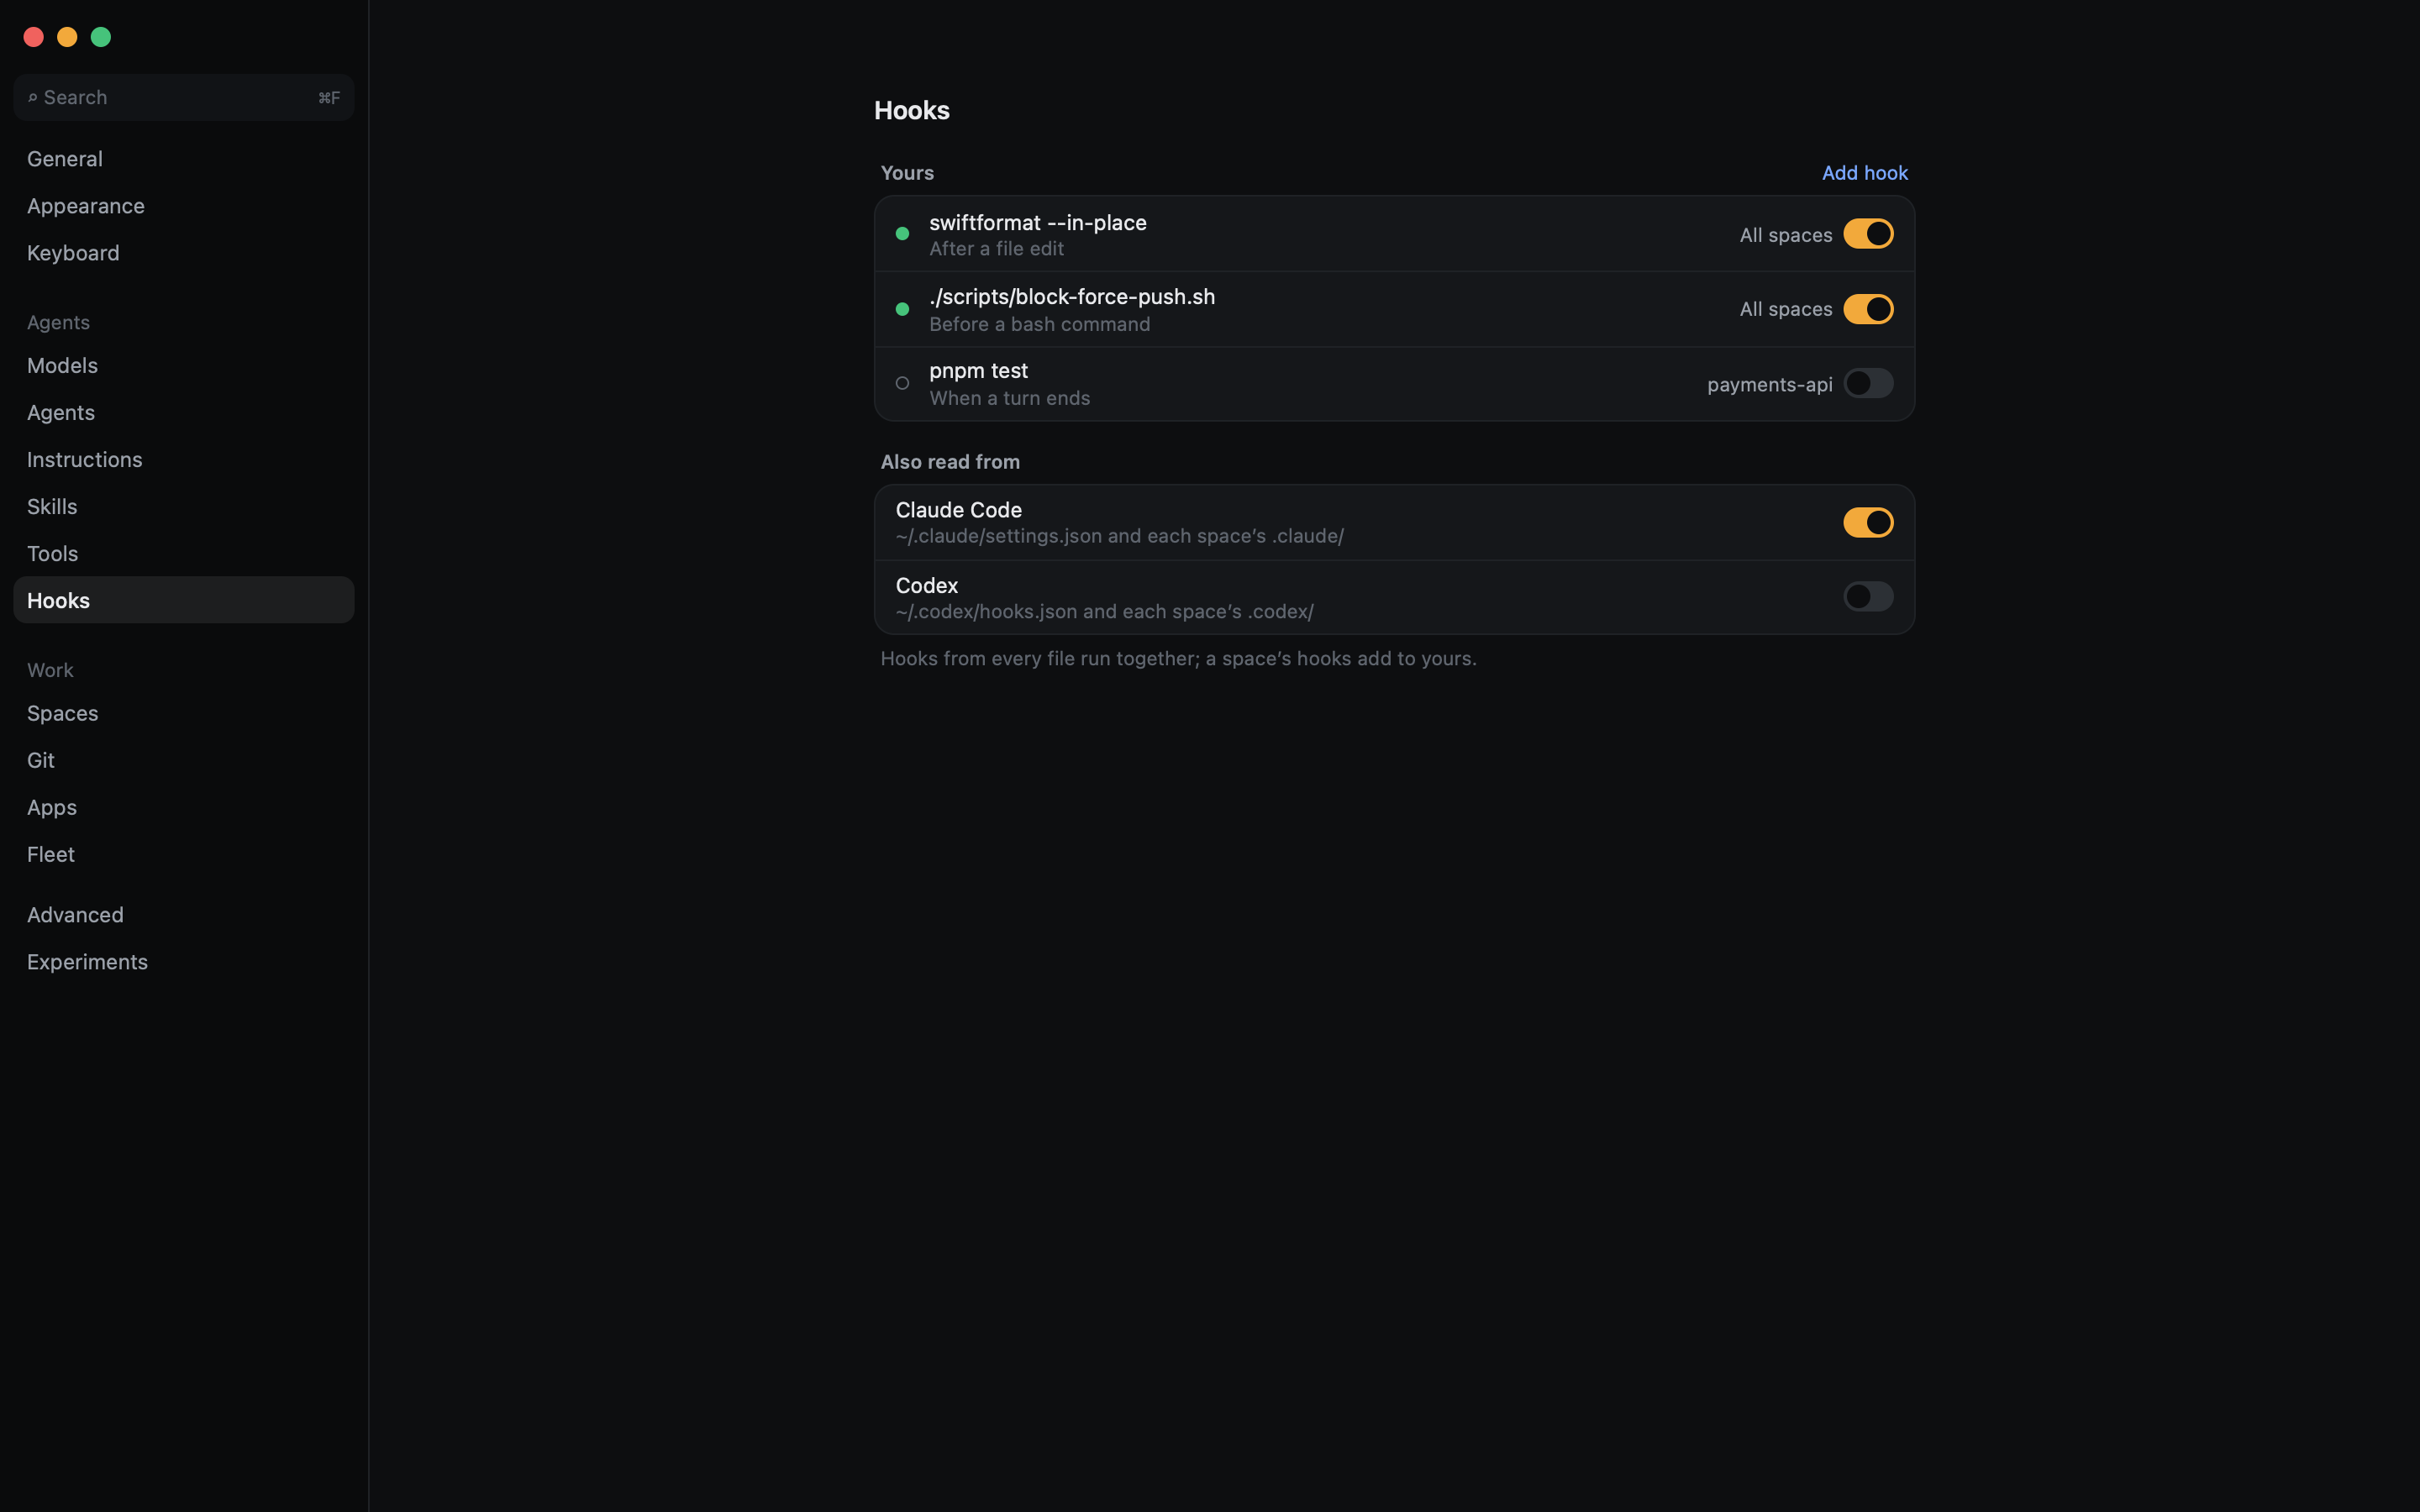 Search ⌘F
General
Appearance
Keyboard
Agents
Models
Agents
Instructions
Skills
Tools
Hooks
Work
Spaces
Git
Apps
Fleet
Advanced
Experiments
Hooks
Yours Add hook
swiftformat --in-place
After a file edit
All spaces
./scripts/block-force-push.sh
Before a bash command
All spaces
pnpm test
When a turn ends
payments-api
Also read from
Claude Code
~/.claude/settings.json and each space’s .claude/
Codex
~/.codex/hooks.json and each space’s .codex/
Hooks from every file run together; a space’s hooks add to yours.